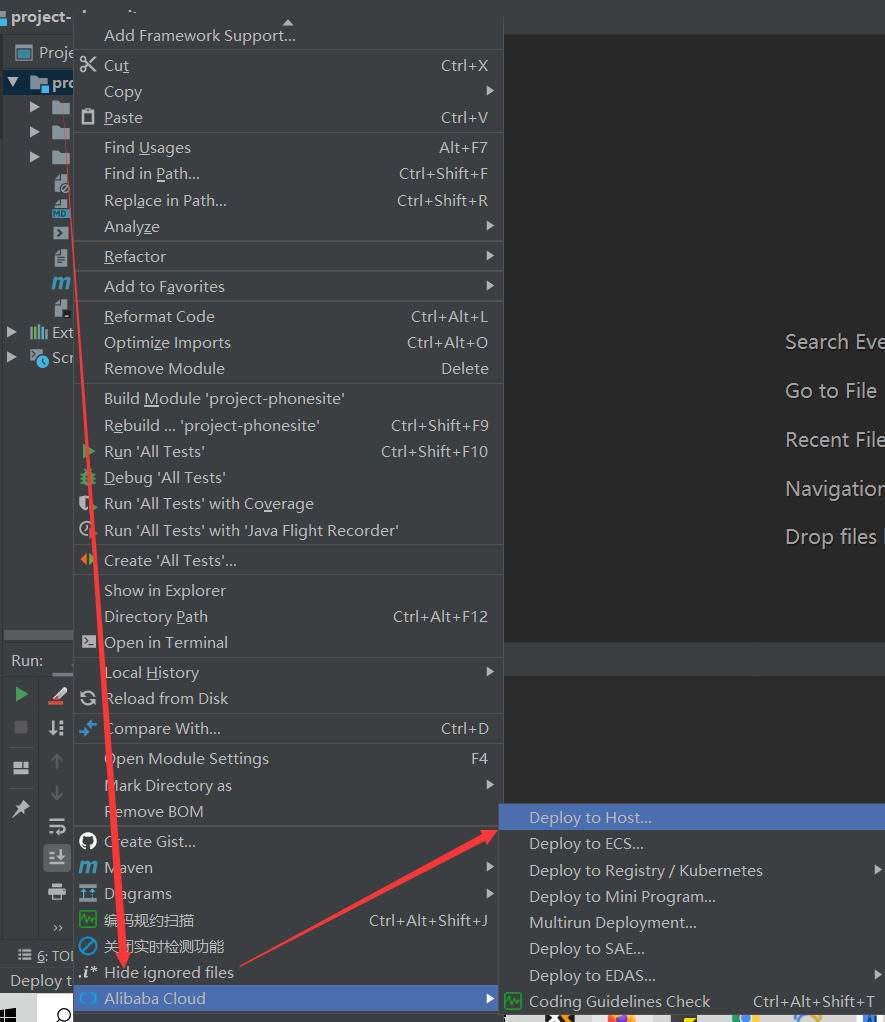 project-
Add Framework Support...
Proje
Cut Ctrl+X
pro
Copy
Paste Ctrl+V
Find Usages Alt+F7
Find in Path... Ctrl+Shift+F
Replace in Path... Ctrl+Shift+R
MD
Analyze
Refactor
m
Add to Favorites
Reformat Code Ctrl+Alt+L
Ext
Optimize Imports Ctrl+Alt+O
Search Eve
Scr
Remove Module Delete
Go to File
Build Module 'project-phonesite'
Rebuild ... 'project-phonesite' Ctrl+Shift+F9
Recent File
Run 'All Tests' Ctrl+Shift+F10
Debug 'All Tests'
Navigation
Run 'All Tests' with Coverage
Run 'All Tests' with 'Java Flight Recorder'
Drop files
Create 'All Tests'...
Show in Explorer
Directory Path Ctrl+Alt+F12
Open in Terminal
Run:
Local History
Reload from Disk
Compare With... Ctrl+D
Open Module Settings F4
Mark Directory as
Remove BOM
Deploy to Host...
Create Gist...
Deploy to ECS...
m Maven
Deploy to Registry / Kubernetes
Diagrams
Deploy to Mini Program...
编码规约扫描 Ctrl+Alt+Shift+J
Multirun Deployment...
关闭实时检测功能
Deploy to SAE...
6: TOD
.i* Hide ignored files
Deploy to EDAS...
Deploy t
Alibaba Cloud
Coding Guidelines Check Ctrl+Alt+Shift+T